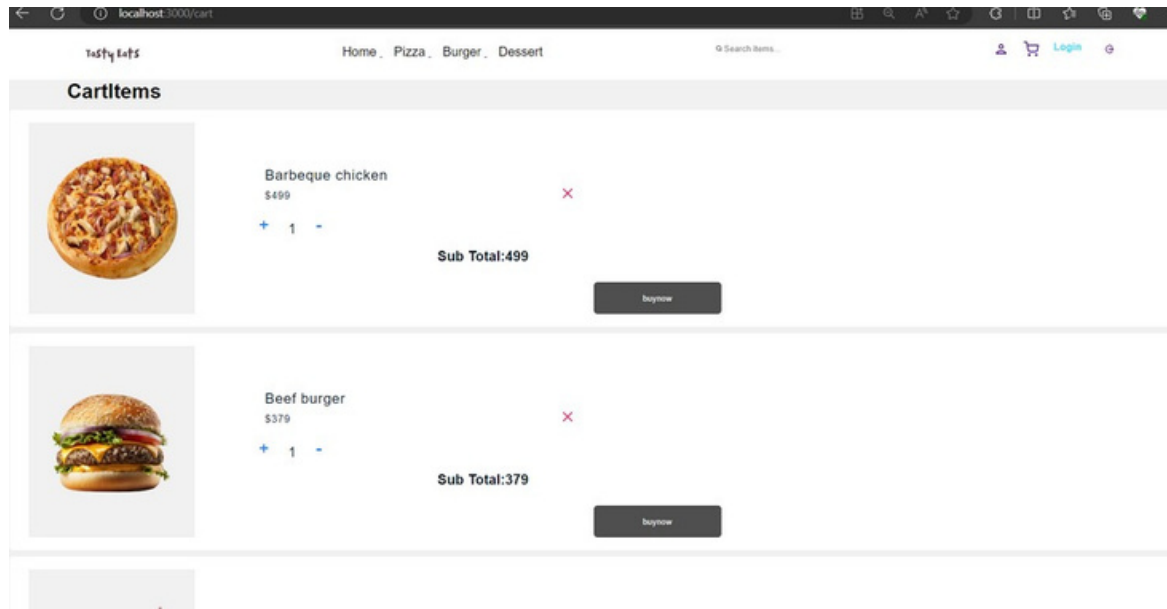 localhost:3000/cart
Tasty Eats
Home Pizza Burger Dessert
Search items...
Login
CartItems
Barbeque chicken
$499
+ 1 -
Sub Total:499
buynow
Beef burger
$379
+ 1 -
Sub Total:379
buynow